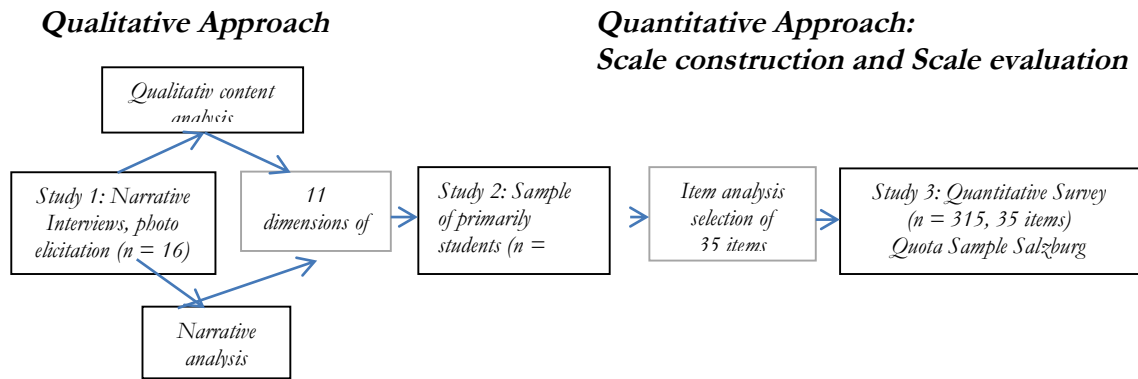 Qualitative Approach
Quantitative Approach:
Scale construction and Scale evaluation
Qualitativ content
analysis
Study 1: Narrative
Interviews, photo
elicitation (n = 16)
11
dimensions of
Study 2: Sample
of primarily
students (n =
Item analysis
selection of
35 items
Study 3: Quantitative Survey
(n = 315, 35 items)
Quota Sample Salzburg
Narrative
analysis